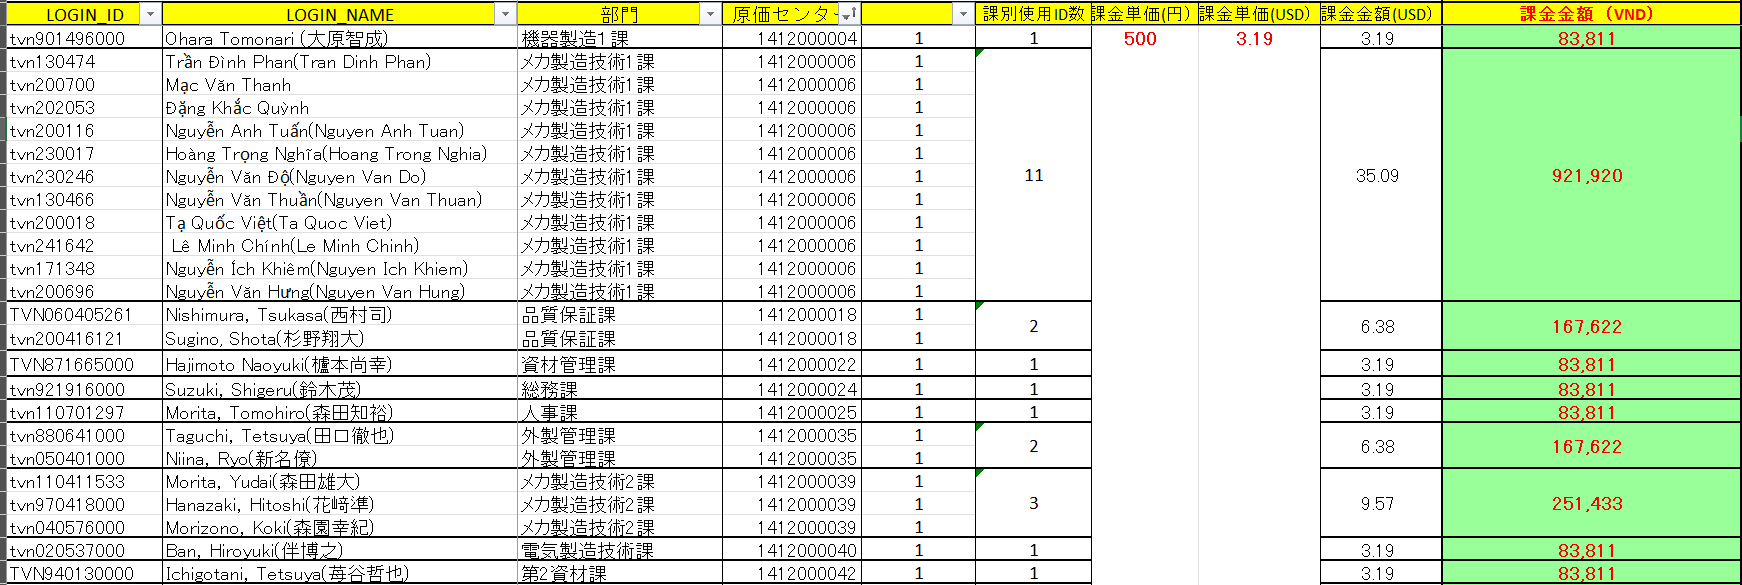 LOGIN_ID LOGIN_NAME 部門 原価センター 課別使用ID数 課金単価(円) 課金単価(USD) 課金金額(USD) 課金金額（VND）
tvn901496000 Ohara Tomonari (大原智成) 機器製造1課 1412000004 1 1 500 3.19 3.19 83,811
tvn130474 Trần Đình Phan(Tran Dinh Phan) メカ製造技術1課 1412000006 1
tvn200700 Mạc Văn Thanh メカ製造技術1課 1412000006 1
tvn202053 Đặng Khắc Quỳnh メカ製造技術1課 1412000006 1
tvn200116 Nguyễn Anh Tuấn(Nguyen Anh Tuan) メカ製造技術1課 1412000006 1
tvn230017 Hoàng Trọng Nghĩa(Hoang Trong Nghia) メカ製造技術1課 1412000006 1
tvn230246 Nguyễn Văn Độ(Nguyen Van Do) メカ製造技術1課 1412000006 1 11 35.09 921,920
tvn130466 Nguyễn Văn Thuần(Nguyen Van Thuan) メカ製造技術1課 1412000006 1
tvn200018 Tạ Quốc Việt(Ta Quoc Viet) メカ製造技術1課 1412000006 1
tvn241642 Lê Minh Chính(Le Minh Chinh) メカ製造技術1課 1412000006 1
tvn171348 Nguyễn Ích Khiêm(Nguyen Ich Khiem) メカ製造技術1課 1412000006 1
tvn200696 Nguyễn Văn Hưng(Nguyen Van Hung) メカ製造技術1課 1412000006 1
TVN060405261 Nishimura, Tsukasa(西村司) 品質保証課 1412000018 1 2 6.38 167,622
tvn200416121 Sugino, Shota(杉野翔大) 品質保証課 1412000018 1
TVN871665000 Hajimoto Naoyuki(櫨本尚幸) 資材管理課 1412000022 1 1 3.19 83,811
tvn921916000 Suzuki, Shigeru(鈴木茂) 総務課 1412000024 1 1 3.19 83,811
tvn110701297 Morita, Tomohiro(森田知裕) 人事課 1412000025 1 1 3.19 83,811
tvn880641000 Taguchi, Tetsuya(田口徹也) 外製管理課 1412000035 1 2 6.38 167,622
tvn050401000 Niina, Ryo(新名僚) 外製管理課 1412000035 1
tvn110411533 Morita, Yudai(森田雄大) メカ製造技術2課 1412000039 1
tvn970418000 Hanazaki, Hitoshi(花﨑準) メカ製造技術2課 1412000039 1 3 9.57 251,433
tvn040576000 Morizono, Koki(森園幸紀) メカ製造技術2課 1412000039 1
tvn020537000 Ban, Hiroyuki(伴博之) 電気製造技術課 1412000040 1 1 3.19 83,811
TVN940130000 Ichigotani, Tetsuya(苺谷哲也) 第2資材課 1412000042 1 1 3.19 83,811